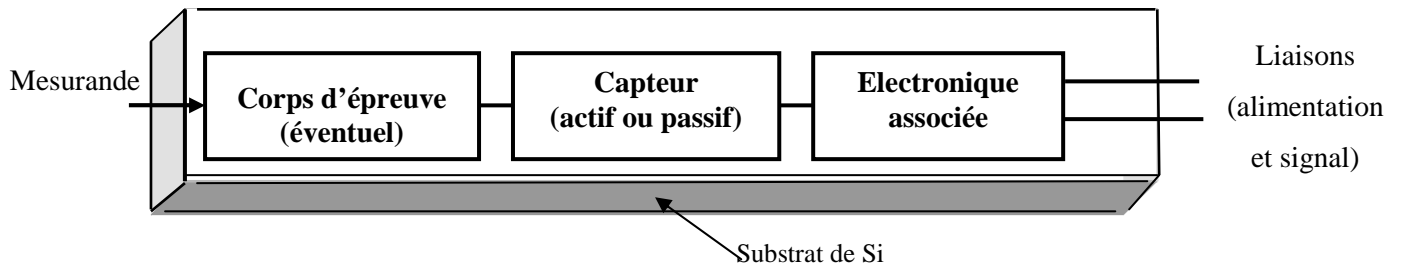 Mesurande
Corps d'épreuve
(éventuel)
Capteur
(actif ou passif)
Electronique
associée
Liaisons
(alimentation
et signal)
Substrat de Si